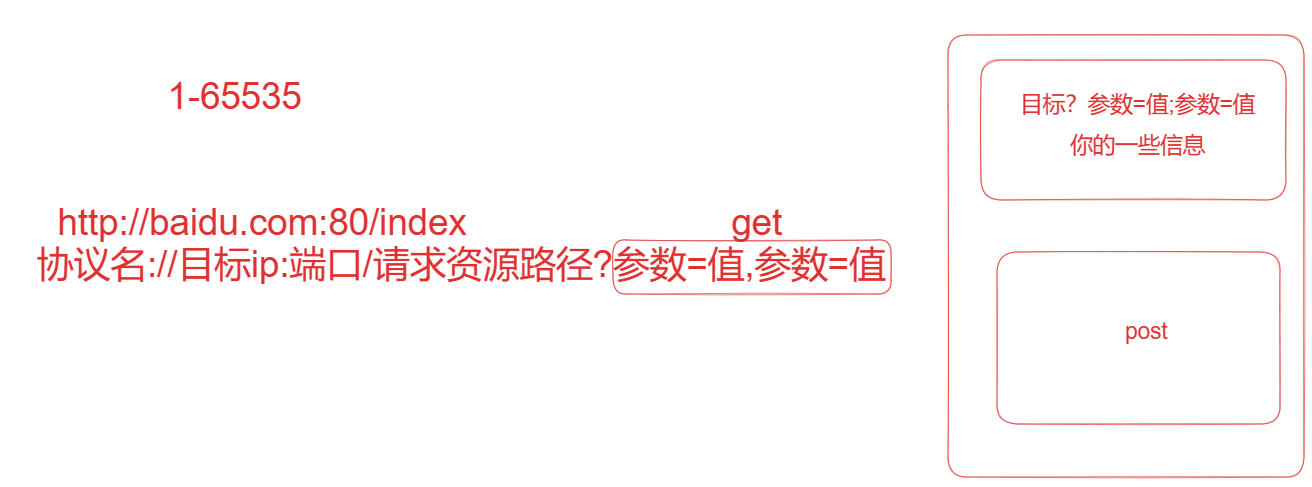 1-65535
http://baidu.com:80/index
get
协议名://目标ip:端口/请求资源路径?参数=值,参数=值
目标？参数=值;参数=值
你的一些信息
post